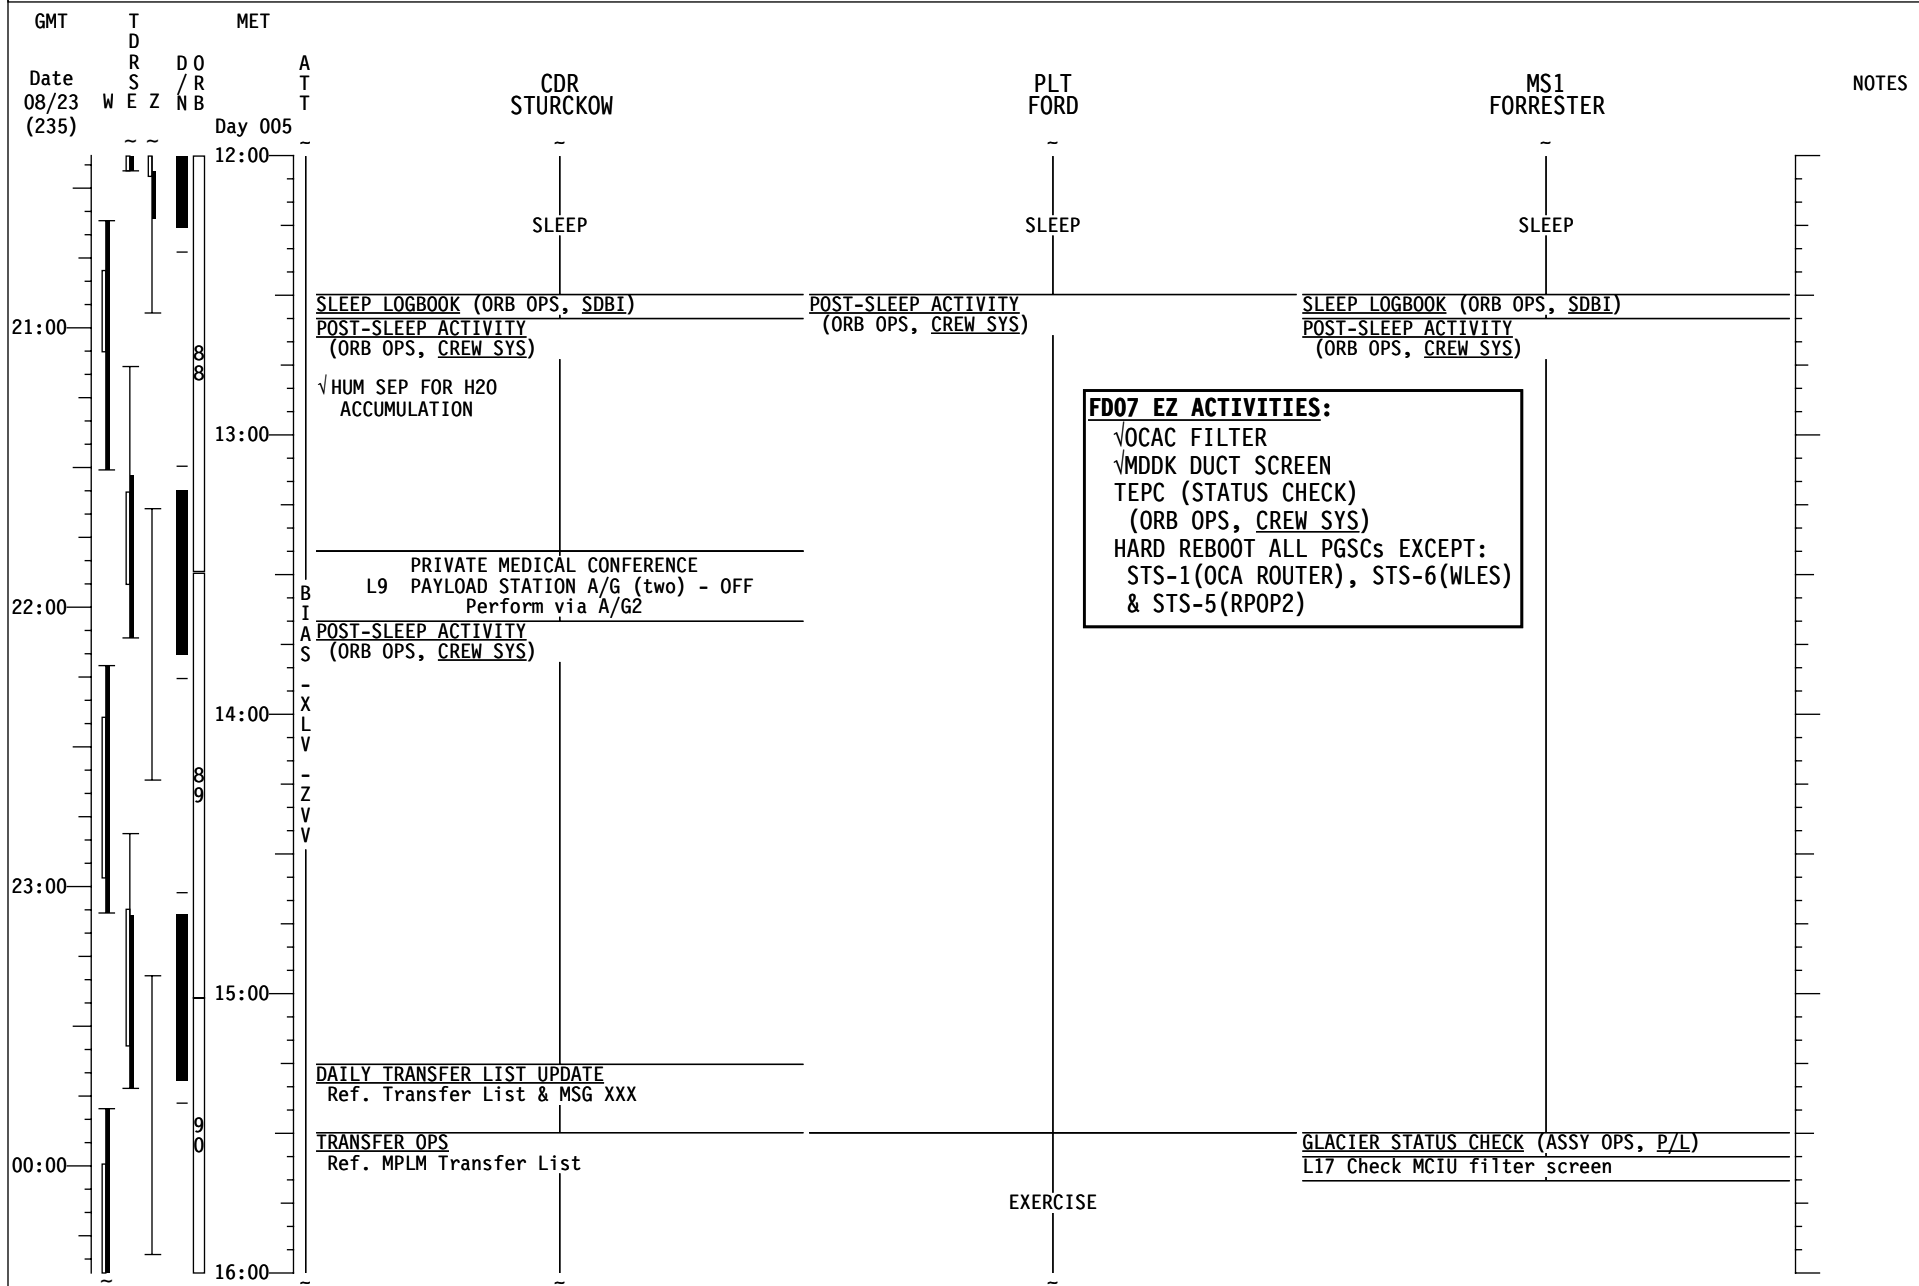 GMT
TDRSE
MET
Date
08/23
(235)
W
Z
D/N
ORB
Day 005
ATT
CDR
STURCKOW
PLT
FORD
MS1
FORRESTER
NOTES
~ ~ ~ ~ ~ ~
12:00
SLEEP
SLEEP
SLEEP
SLEEP LOGBOOK (ORB OPS, SDBI)
POST-SLEEP ACTIVITY
(ORB OPS, CREW SYS)
√HUM SEP FOR H2O
ACCUMULATION
POST-SLEEP ACTIVITY
(ORB OPS, CREW SYS)
SLEEP LOGBOOK (ORB OPS, SDBI)
POST-SLEEP ACTIVITY
(ORB OPS, CREW SYS)
21:00
88
13:00
FD07 EZ ACTIVITIES:
√OCAC FILTER
√MDDK DUCT SCREEN
TEPC (STATUS CHECK)
(ORB OPS, CREW SYS)
HARD REBOOT ALL PGSCs EXCEPT:
STS-1(OCA ROUTER), STS-6(WLES)
& STS-5(RPOP2)
PRIVATE MEDICAL CONFERENCE
L9 PAYLOAD STATION A/G (two) - OFF
Perform via A/G2
22:00
POST-SLEEP ACTIVITY
(ORB OPS, CREW SYS)
BIAS -XLV -ZVV
14:00
89
23:00
15:00
DAILY TRANSFER LIST UPDATE
Ref. Transfer List & MSG XXX
90
TRANSFER OPS
Ref. MPLM Transfer List
GLACIER STATUS CHECK (ASSY OPS, P/L)
L17 Check MCIU filter screen
00:00
EXERCISE
16:00
~ ~ ~ ~